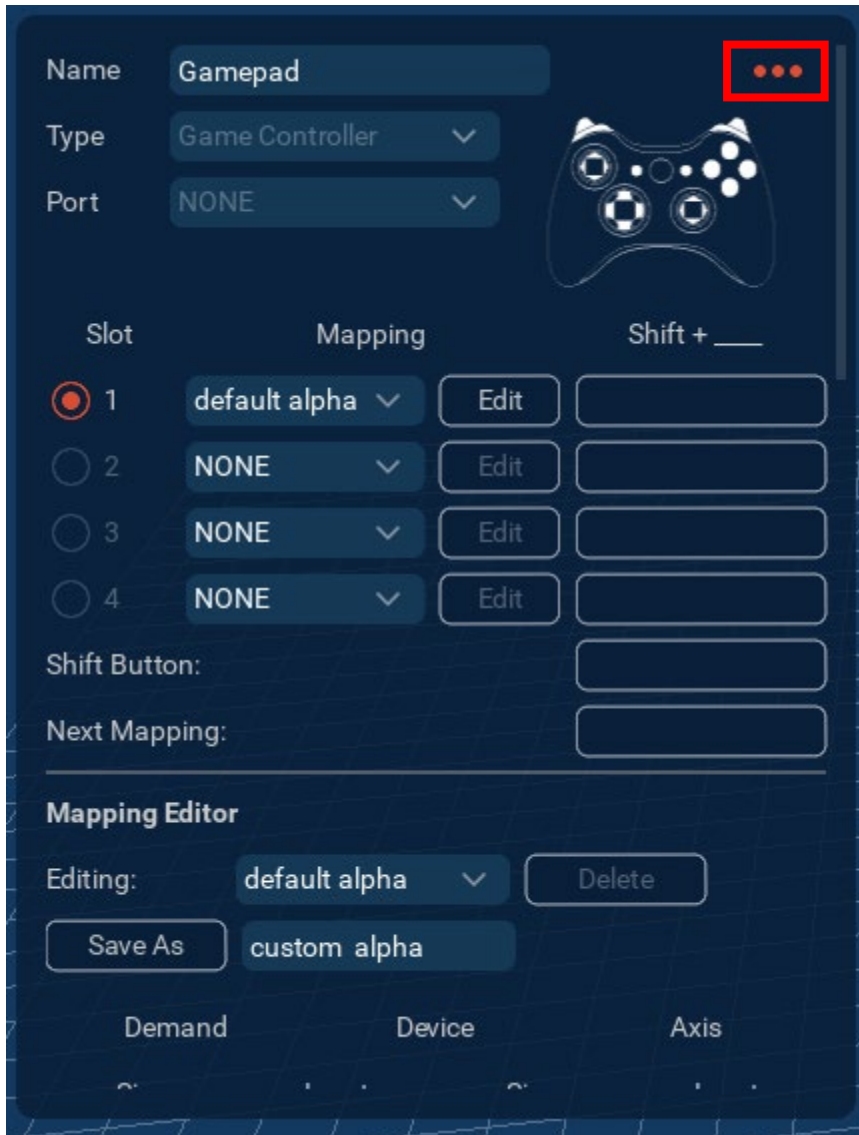 Name Gamepad
Type Game Controller
Port NONE
Slot Mapping Shift + ____
1 default alpha Edit
2 NONE Edit
3 NONE Edit
4 NONE Edit
Shift Button:
Next Mapping:
Mapping Editor
Editing: default alpha Delete
Save As custom alpha
Demand Device Axis